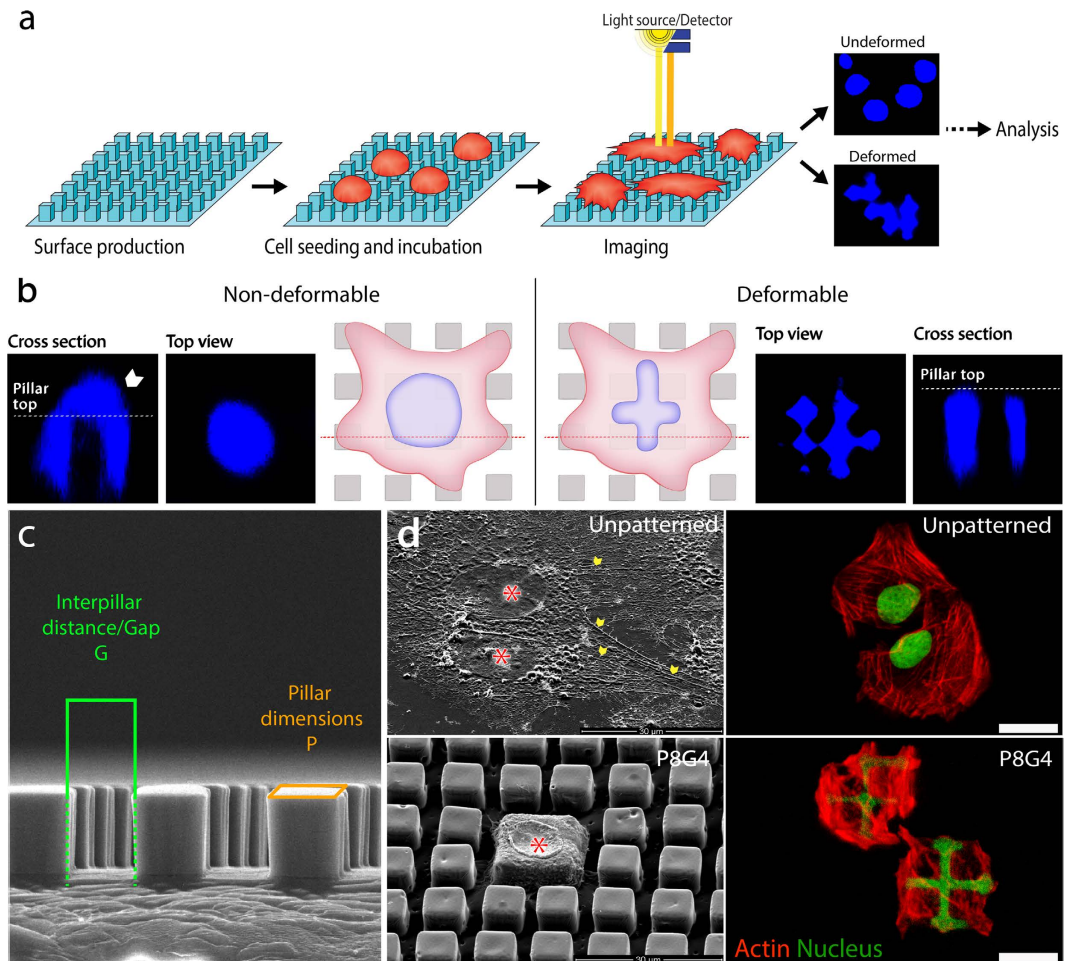 a
Light source/Detector
Undeformed
Analysis
Deformed
Surface production
Cell seeding and incubation
Imaging
b
Non-deformable
Deformable
Cross section
Top view
Top view
Cross section
Pillar
top
Pillar top
c
Interpillar
distance/Gap
G
Pillar
dimensions
P
d
Unpatterned
30 µm
Unpatterned
P8G4
30 µm
P8G4
Actin Nucleus